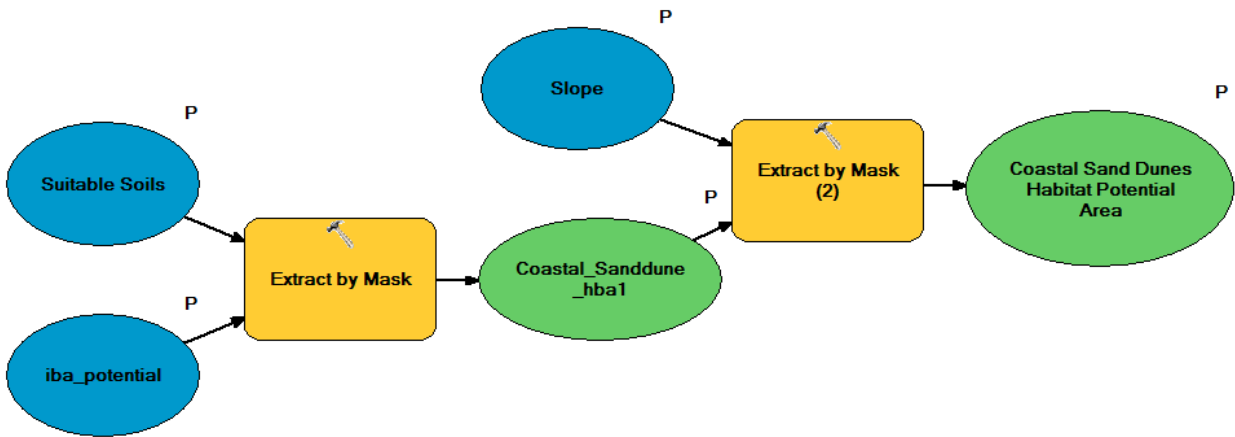 P
Suitable Soils
P
iba_potential
Extract by Mask
P
Coastal_Sanddune
_hba1
P
Slope
Extract by Mask
(2)
P
Coastal Sand Dunes
Habitat Potential
Area